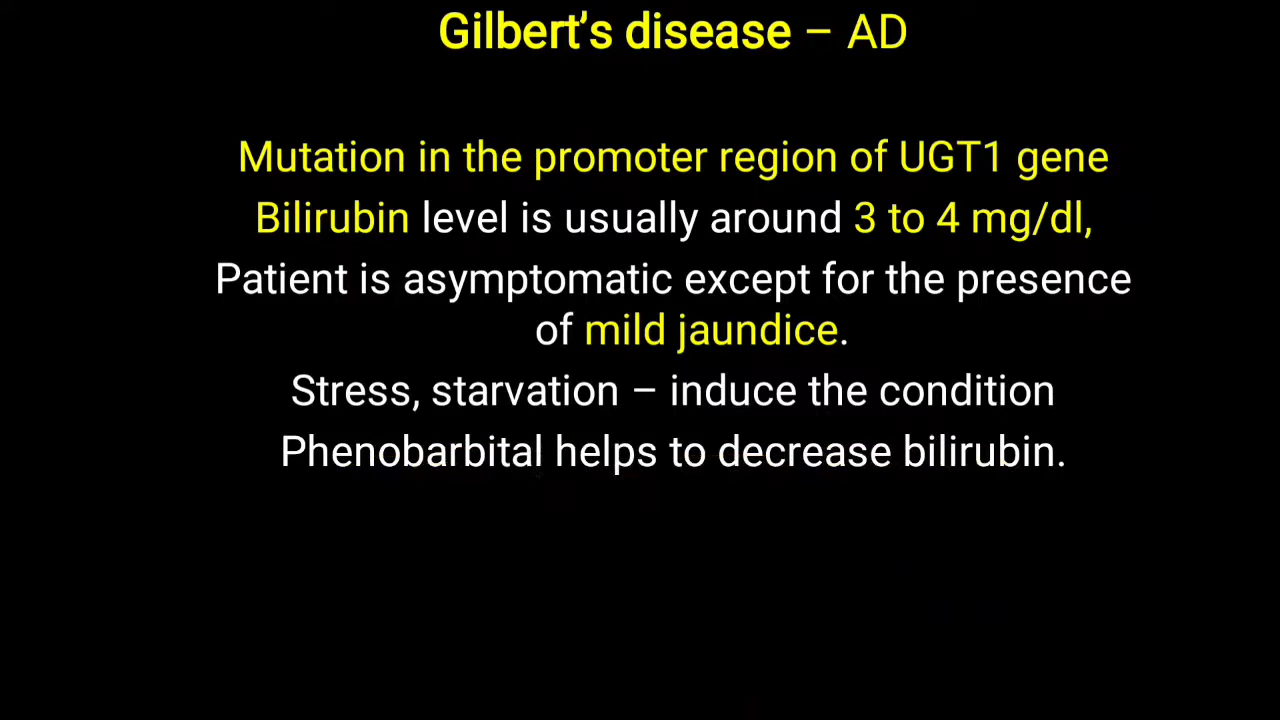 Gilbert’s disease – AD
Mutation in the promoter region of UGT1 gene
Bilirubin level is usually around 3 to 4 mg/dl,
Patient is asymptomatic except for the presence
of mild jaundice.
Stress, starvation – induce the condition
Phenobarbital helps to decrease bilirubin.